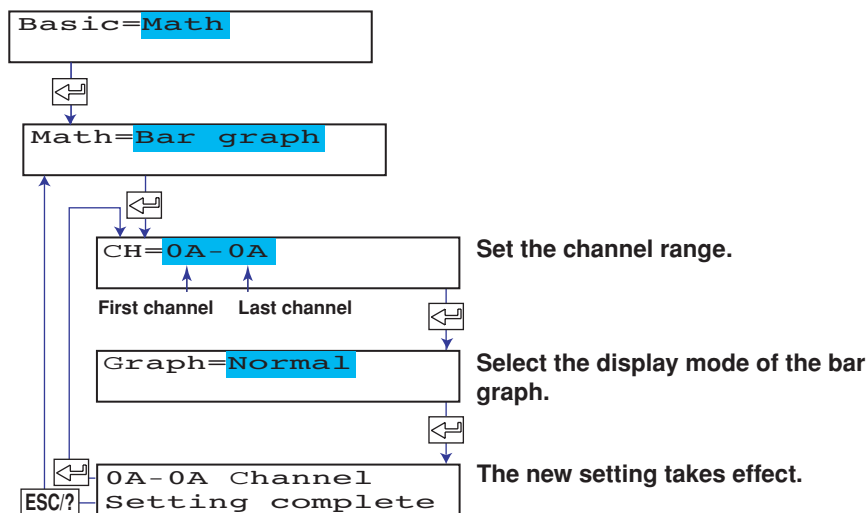 Basic=Math
Math=Bar graph
CH=0A-0A
Set the channel range.
First channel Last channel
Graph=Normal
Select the display mode of the bar
graph.
0A-0A Channel
The new setting takes effect.
ESC/?
Setting complete